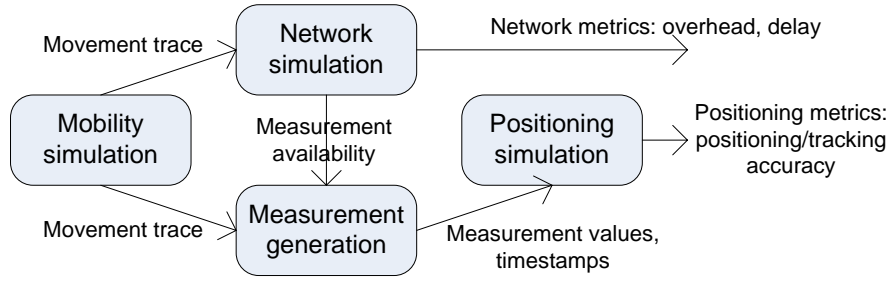 Movement trace
Network
simulation
Network metrics: overhead, delay
Mobility
simulation
Measurement
availability
Positioning
simulation
Positioning metrics:
positioning/tracking
accuracy
Movement trace
Measurement
generation
Measurement values,
timestamps